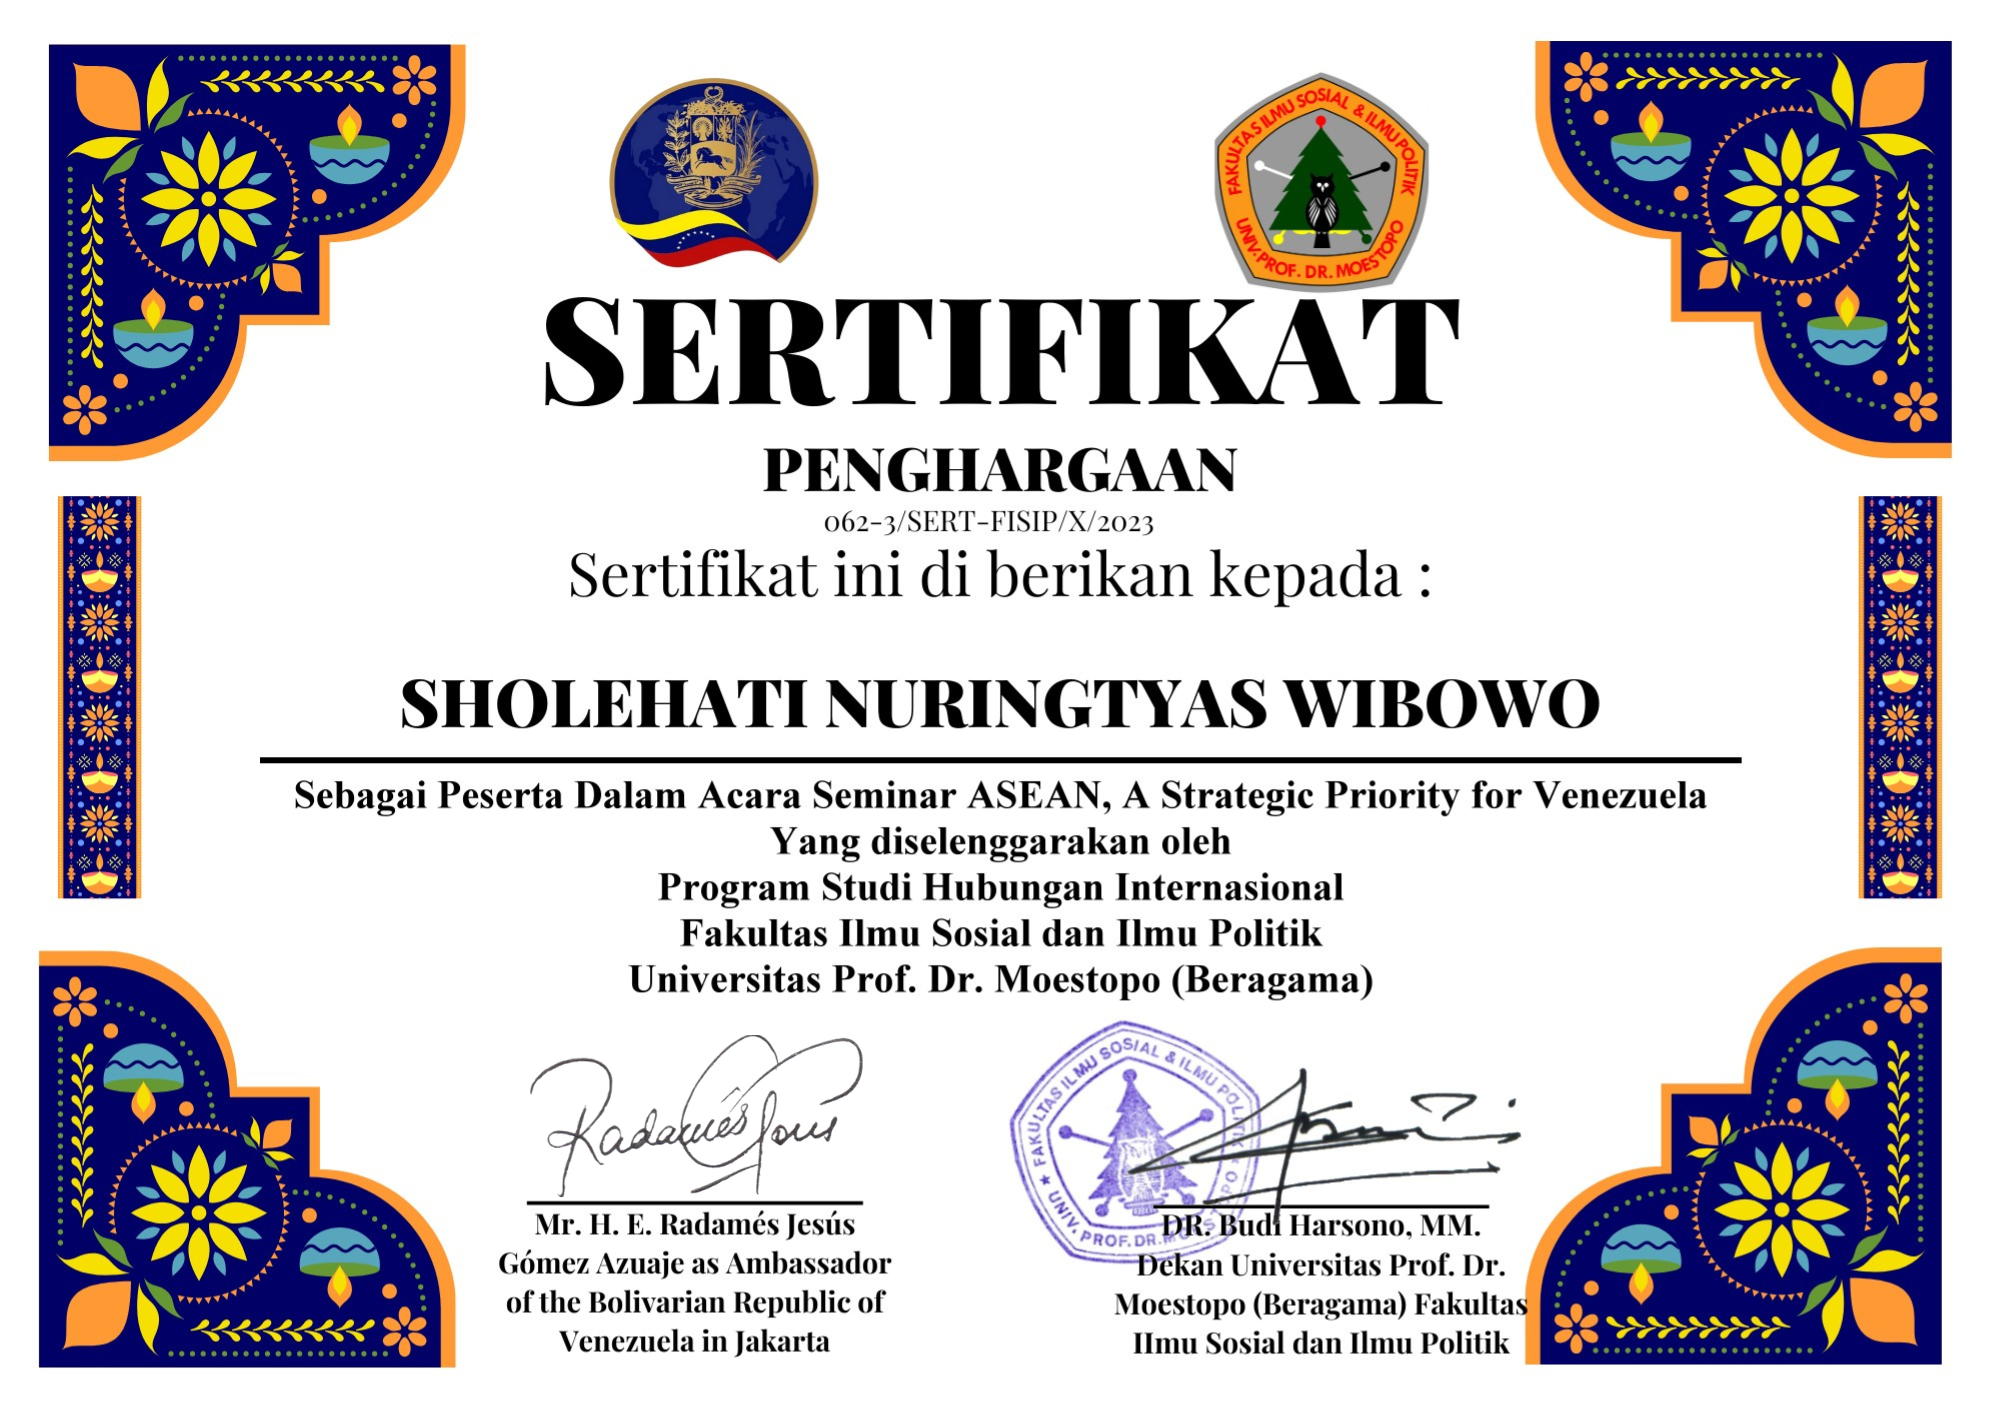 FAKULTAS ILMU SOSIAL & ILMU POLITIK
UNIV. PROF. DR. MOESTOPO
SERTIFIKAT
PENGHARGAAN
062-3/SERT-FISIP/X/2023
Sertifikat ini di berikan kepada :
SHOLEHATI NURINGTYAS WIBOWO
Sebagai Peserta Dalam Acara Seminar ASEAN, A Strategic Priority for Venezuela
Yang diselenggarakan oleh
Program Studi Hubungan Internasional
Fakultas Ilmu Sosial dan Ilmu Politik
Universitas Prof. Dr. Moestopo (Beragama)
Radamés Jesús
Mr. H. E. Radamés Jesús
Gómez Azuaje as Ambassador
of the Bolivarian Republic of
Venezuela in Jakarta
FAKULTAS ILMU SOSIAL & ILMU POLITIK
UNIV. PROF. DR. MOESTOPO
DR. Budi Harsono, MM.
Dekan Universitas Prof. Dr.
Moestopo (Beragama) Fakultas
Ilmu Sosial dan Ilmu Politik